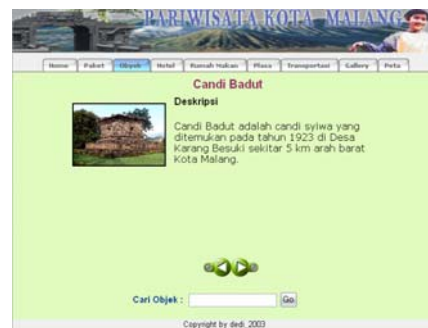 PARIWISATA KOTA MALANG
Home Paket Obyek Hotel Rumah Makan Plasa Transportasi Gallery Peta
Candi Badut
Deskripsi
Candi Badut adalah candi syiwa yang
ditemukan pada tahun 1923 di Desa
Karang Besuki sekitar 5 km arah barat
Kota Malang.
Cari Objek :
Go
Copyright by dedi, 2003